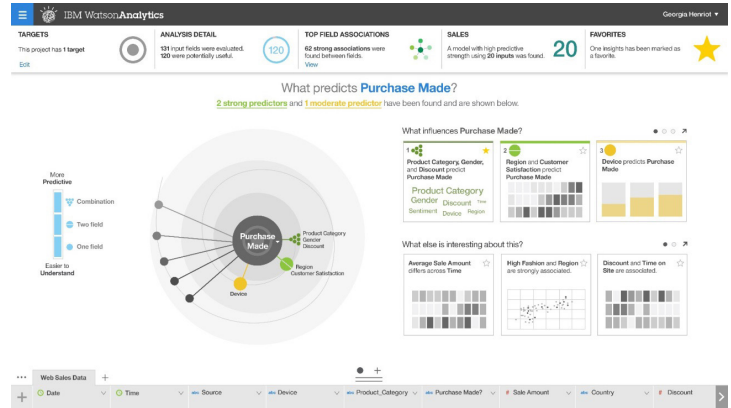 IBM Watson Analytics
Georgia Henriot
TARGETS
This project has 1 target
Edit
ANALYSIS DETAIL
131 input fields were evaluated.
120 were potentially useful.
120
TOP FIELD ASSOCIATIONS
62 strong associations were
found between fields.
View
SALES
A model with high predictive
strength using 20 inputs was found.
20
FAVORITES
One insights has been marked as
a favorite.
What predicts Purchase Made?
2 strong predictors and 1 moderate predictor have been found and are shown below.
More
Predictive
Combination
Two field
One field
Easier to
Understand
Purchase
Made
Product Category
Gender
Discount
Region
Customer Satisfaction
Device
What influences Purchase Made?
1
Product Category, Gender,
and Discount predict
Purchase Made
Product Category
Gender Discount Time
Sentiment Device Region
2
Region and Customer
Satisfaction predict
Purchase Made
3
Device predicts Purchase
Made
What else is interesting about this?
Average Sale Amount
differs across Time
High Fashion and Region
are strongly associated.
Discount and Time on
Site are associated.
... Web Sales Data +
+
+ Date Time abc Source abc Device abc Product_Category abc Purchase Made? # Sale Amount abc Country # Discount